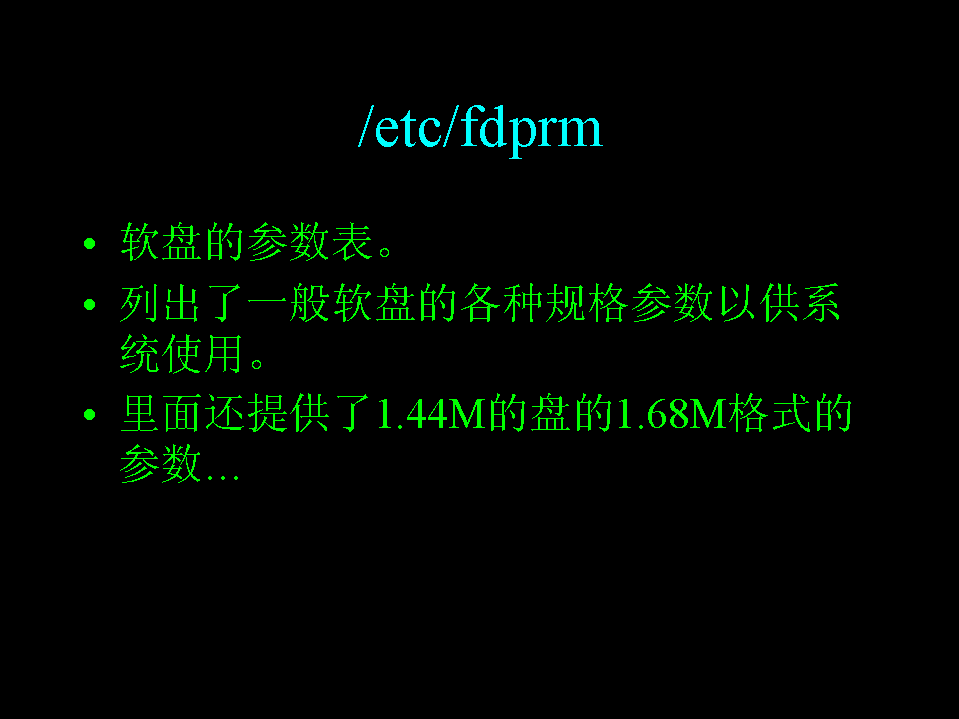 /etc/fdprm
• 软盘的参数表。
• 列出了一般软盘的各种规格参数以供系
统使用。
• 里面还提供了1.44M的盘的1.68M格式的
参数…